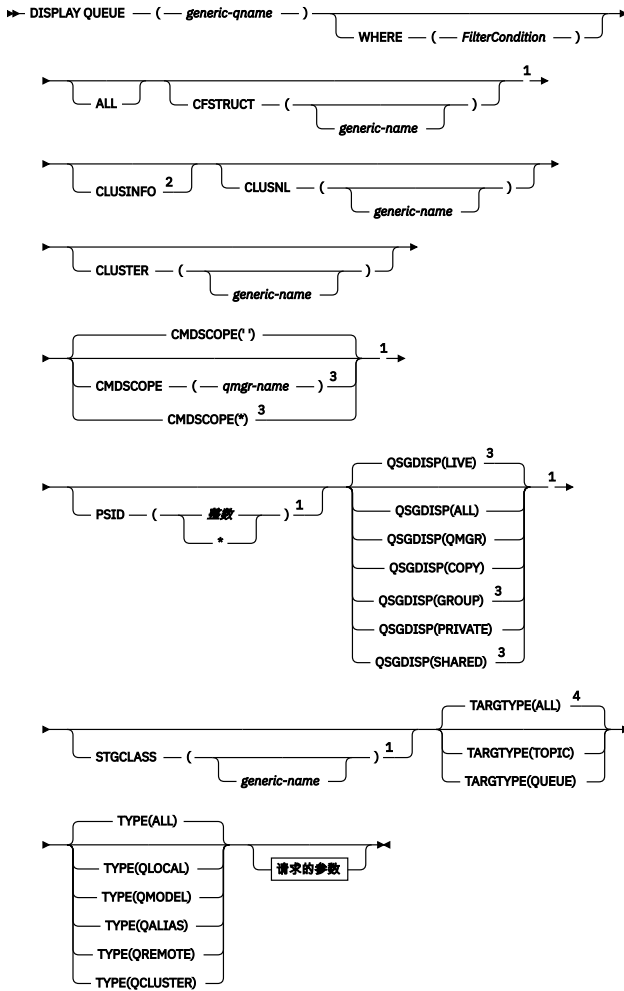 DISPLAY QUEUE ( generic-qname )
WHERE ( FilterCondition )
ALL
CFSTRUCT ( ) 1
generic-name
CLUSINFO 2
CLUSNL ( )
generic-name
CLUSTER ( )
generic-name
CMDSCOPE(' ')
CMDSCOPE ( qmgr-name ) 3 1
CMDSCOPE(*) 3
PSID ( 整数 ) 1
*
QSGDISP(LIVE) 3
QSGDISP(ALL) 1
QSGDISP(QMGR)
QSGDISP(COPY)
QSGDISP(GROUP) 3
QSGDISP(PRIVATE)
QSGDISP(SHARED) 3
STGCLASS ( ) 1
generic-name
TARGTYPE(ALL) 4
TARGTYPE(TOPIC)
TARGTYPE(QUEUE)
TYPE(ALL)
TYPE(QLOCAL)
TYPE(QMODEL)
TYPE(QALIAS)
TYPE(QREMOTE)
TYPE(QCLUSTER)
请求的参数